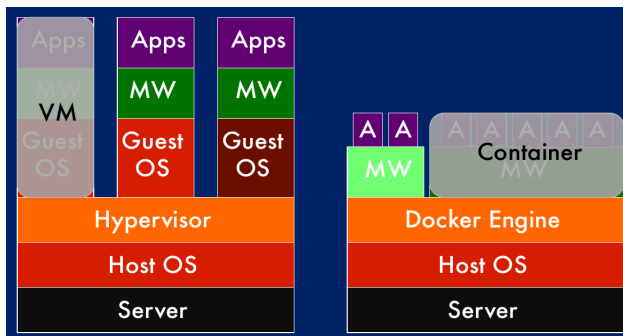 Apps
MW
VM
Guest
OS
Apps
MW
Guest
OS
Apps
MW
Guest
OS
Hypervisor
Host OS
Server
A A
MW
A A A A A
Container
MW
Docker Engine
Host OS
Server